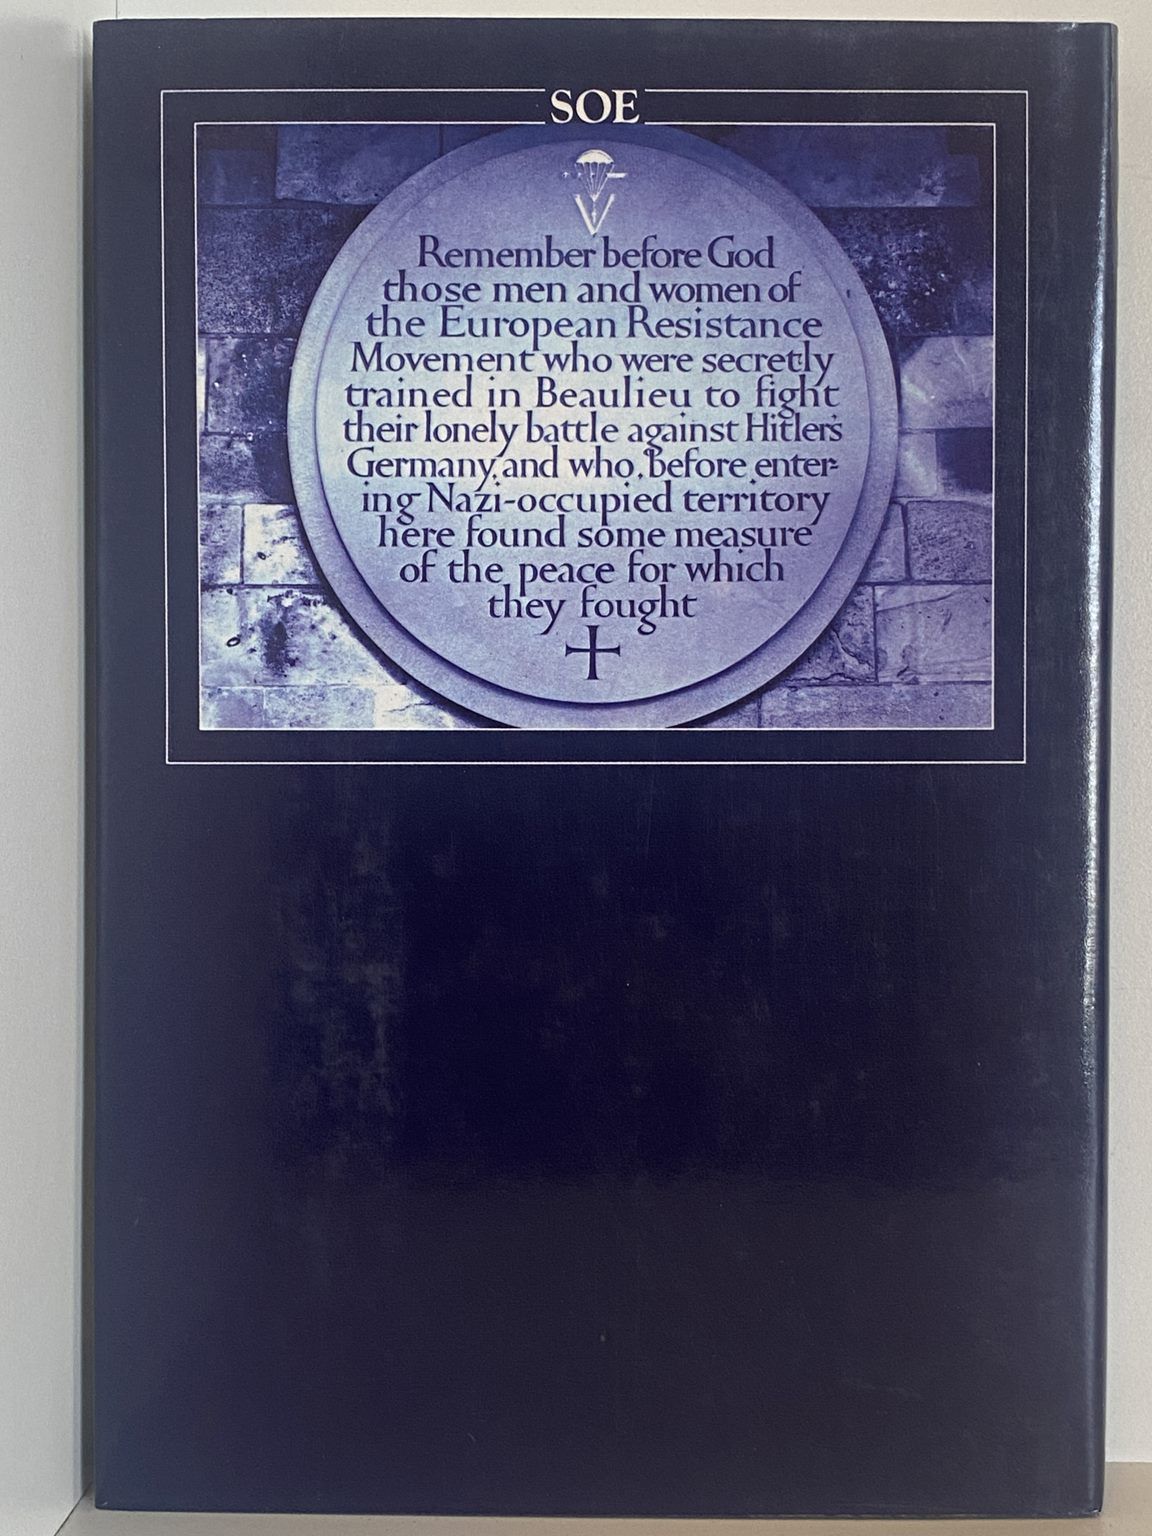 SOE
Remember before God
those men and women of
the European Resistance
Movement who were secretly
trained in Beaulieu to fight
their lonely battle against Hitler's
Germany and who, before enter-
ing Nazi-occupied territory
here found some measure
of the peace for which
they fought